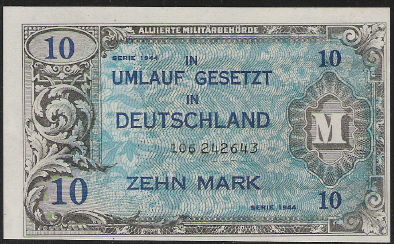 ALLIIERTE MILITÄRBEHÖRDE
10 SERIE 1944 IN 10
UMLAUF GESETZT
IN
DEUTSCHLAND
M
106242643
10 ZEHN MARK 10
SERIE 1944